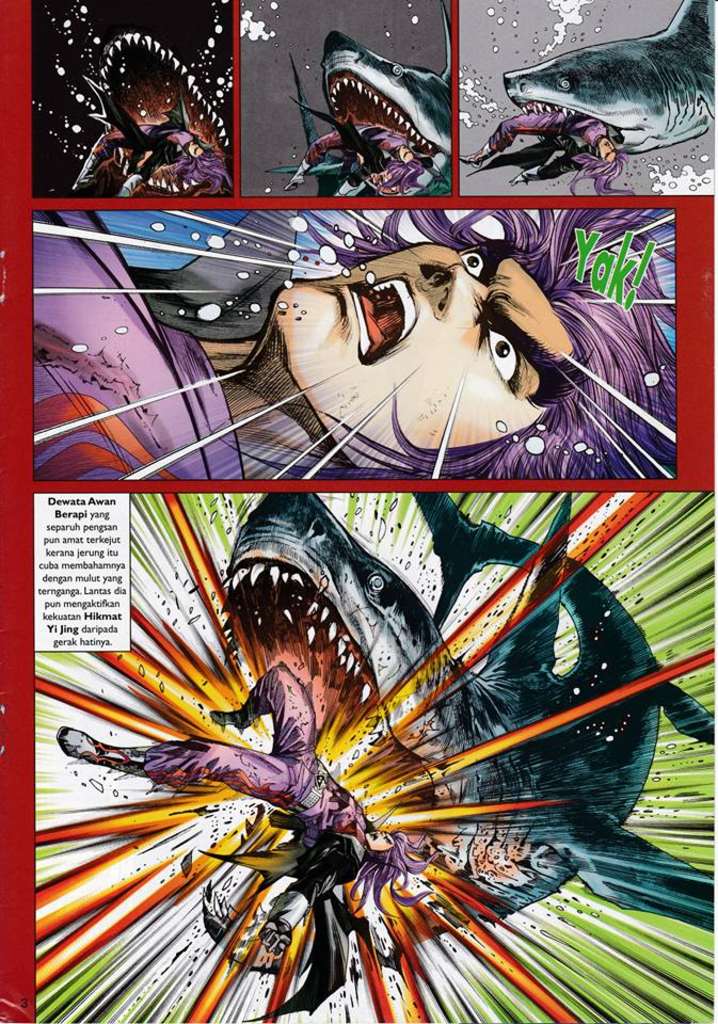 Yak!
Dewata Awan
Berapi yang
separuh pengsan
pun amat terkejut
kerana jerung itu
cuba membahamnya
dengan mulut yang
ternganga. Lantas dia
pun mengaktifkan
kekuatan Hikmat
Yi Jing daripada
gerak hatinya.
3